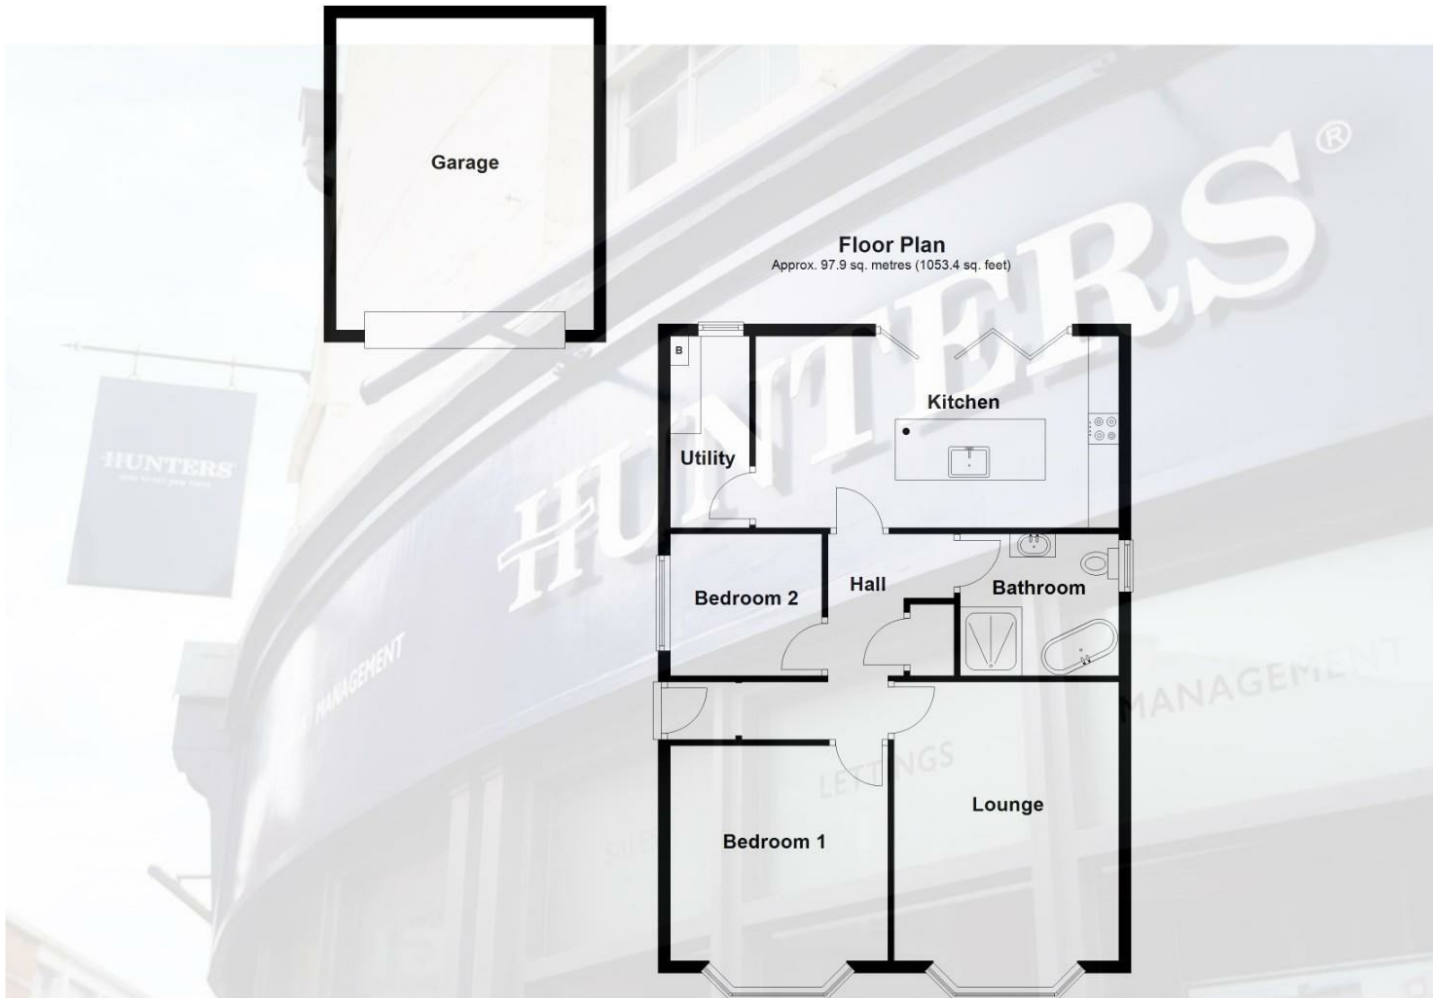 Garage
Floor Plan
Approx. 97.9 sq. metres (1053.4 sq. feet)
HUNTERS®
HUNTERS
B
Kitchen
Utility
Hall
Bedroom 2
Bathroom
MANAGEMENT
MANAGEMENT
LETTINGS
Lounge
Bedroom 1